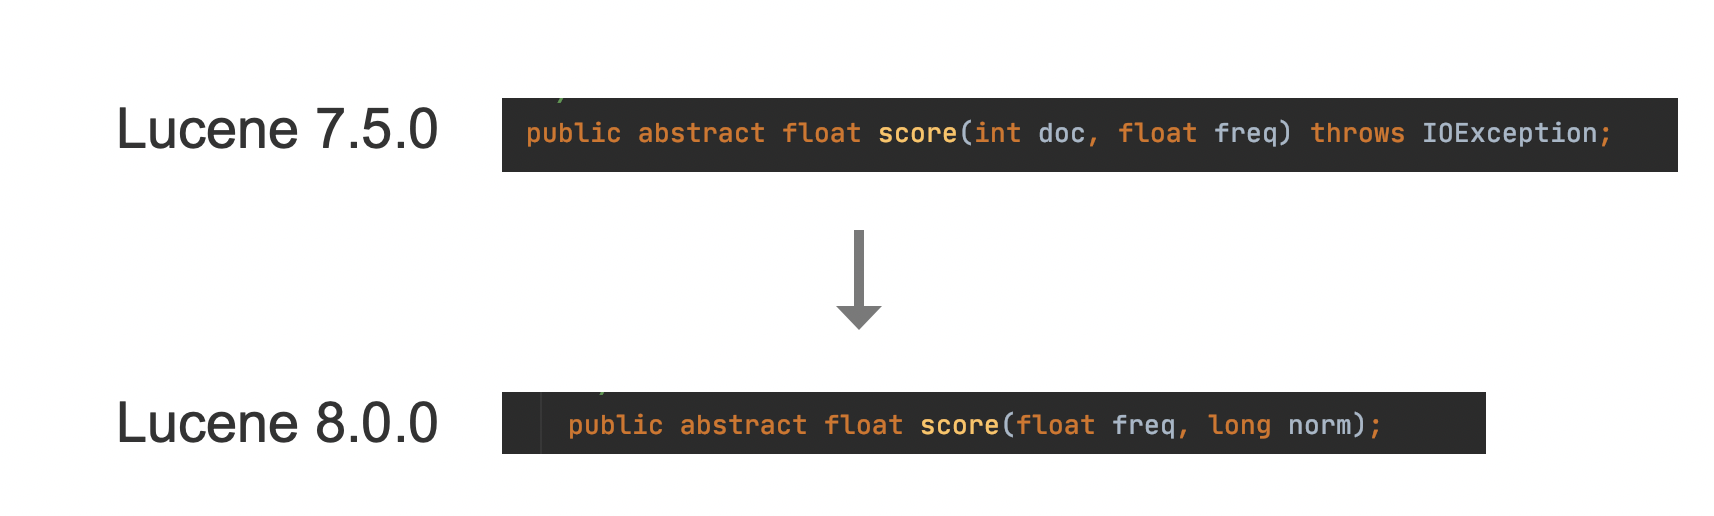 Lucene 7.5.0
public abstract float score(int doc, float freq) throws IOException;
Lucene 8.0.0
public abstract float score(float freq, long norm);